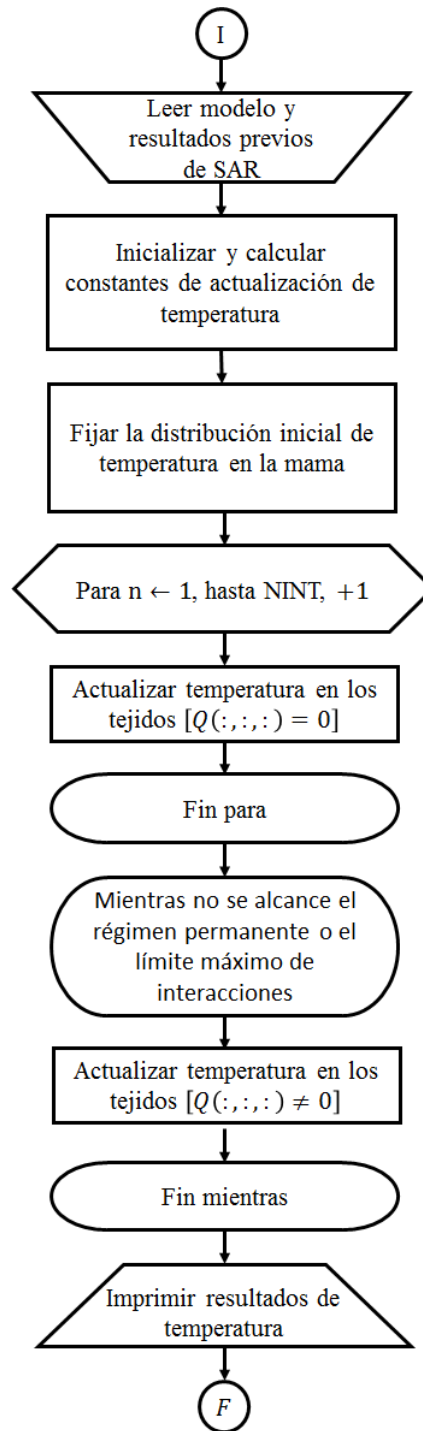 I
Leer modelo y
resultados previos
de SAR
Inicializar y calcular
constantes de actualización de
temperatura
Fijar la distribución inicial de
temperatura en la mama
Para n ← 1, hasta NINT, +1
Actualizar temperatura en los
tejidos [Q(:,:,:) = 0]
Fin para
Mientras no se alcance el
régimen permanente o el
límite máximo de
interacciones
Actualizar temperatura en los
tejidos [Q(:,:,:) ≠ 0]
Fin mientras
Imprimir resultados de
temperatura
F